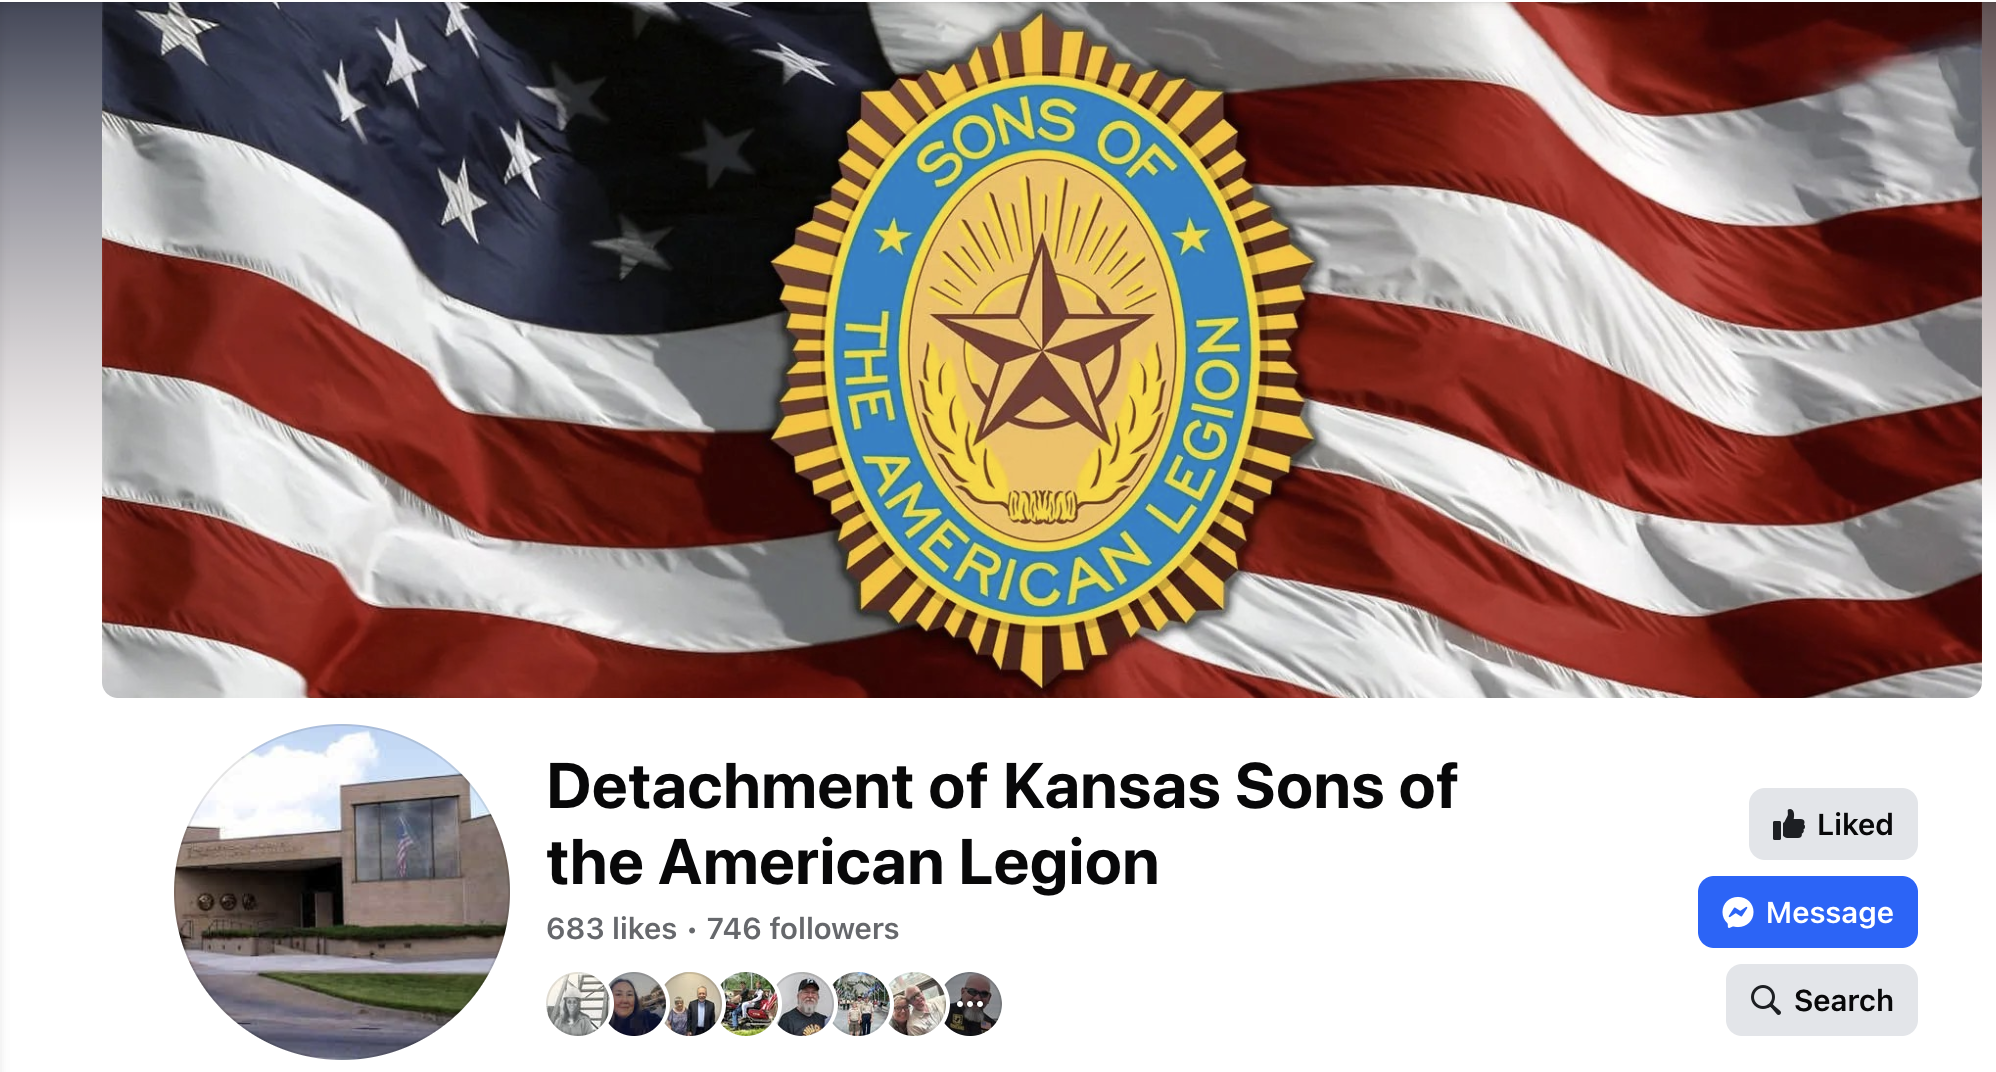 SONS OF
THE AMERICAN LEGION
Detachment of Kansas Sons of
the American Legion
683 likes · 746 followers
Liked
Message
Search